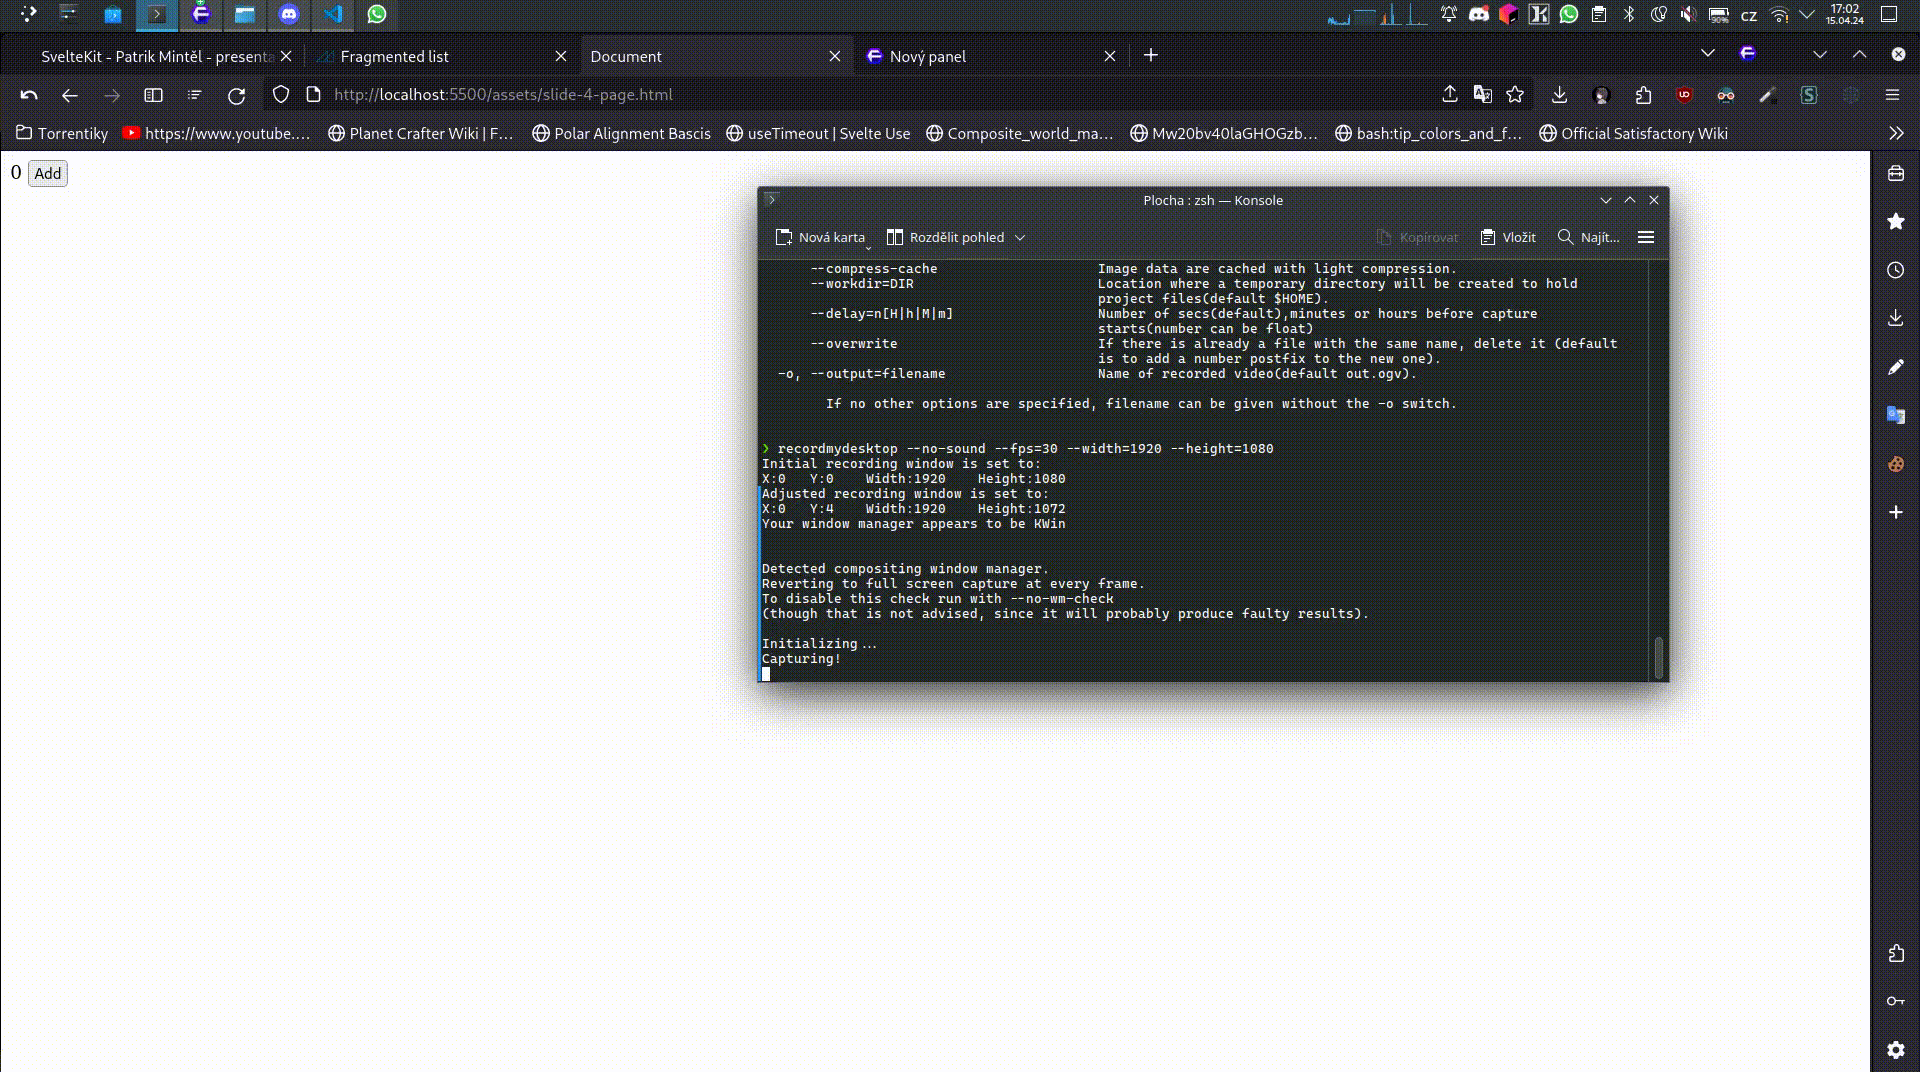 90%
CZ
17:02
15.04.24
SvelteKit - Patrik Mintěl - presenta
Fragmented list
Document
Nový panel
http://localhost:5500/assets/slide-4-page.html
Torrentiky
https://www.youtube....
Planet Crafter Wiki | F...
Polar Alignment Bascis
useTimeout | Svelte Use
Composite_world_ma...
Mw20bv40laGHOGzb...
bash:tip_colors_and_f...
Official Satisfactory Wiki
0 Add
Plocha : zsh — Konsole
Nová karta
Rozdělit pohled
Kopírovat
Vložit
Najít...
--compress-cache Image data are cached with light compression.
--workdir=DIR Location where a temporary directory will be created to hold
project files(default $HOME).
--delay=n[H|h|M|m] Number of secs(default),minutes or hours before capture
starts(number can be float)
--overwrite If there is already a file with the same name, delete it (default
is to add a number postfix to the new one).
-o, --output=filename Name of recorded video(default out.ogv).
If no other options are specified, filename can be given without the -o switch.
❯ recordmydesktop --no-sound --fps=30 --width=1920 --height=1080
Initial recording window is set to:
X:0 Y:0 Width:1920 Height:1080
Adjusted recording window is set to:
X:0 Y:4 Width:1920 Height:1072
Your window manager appears to be KWin
Detected compositing window manager.
Reverting to full screen capture at every frame.
To disable this check run with --no-wm-check
(though that is not advised, since it will probably produce faulty results).
Initializing...
Capturing!